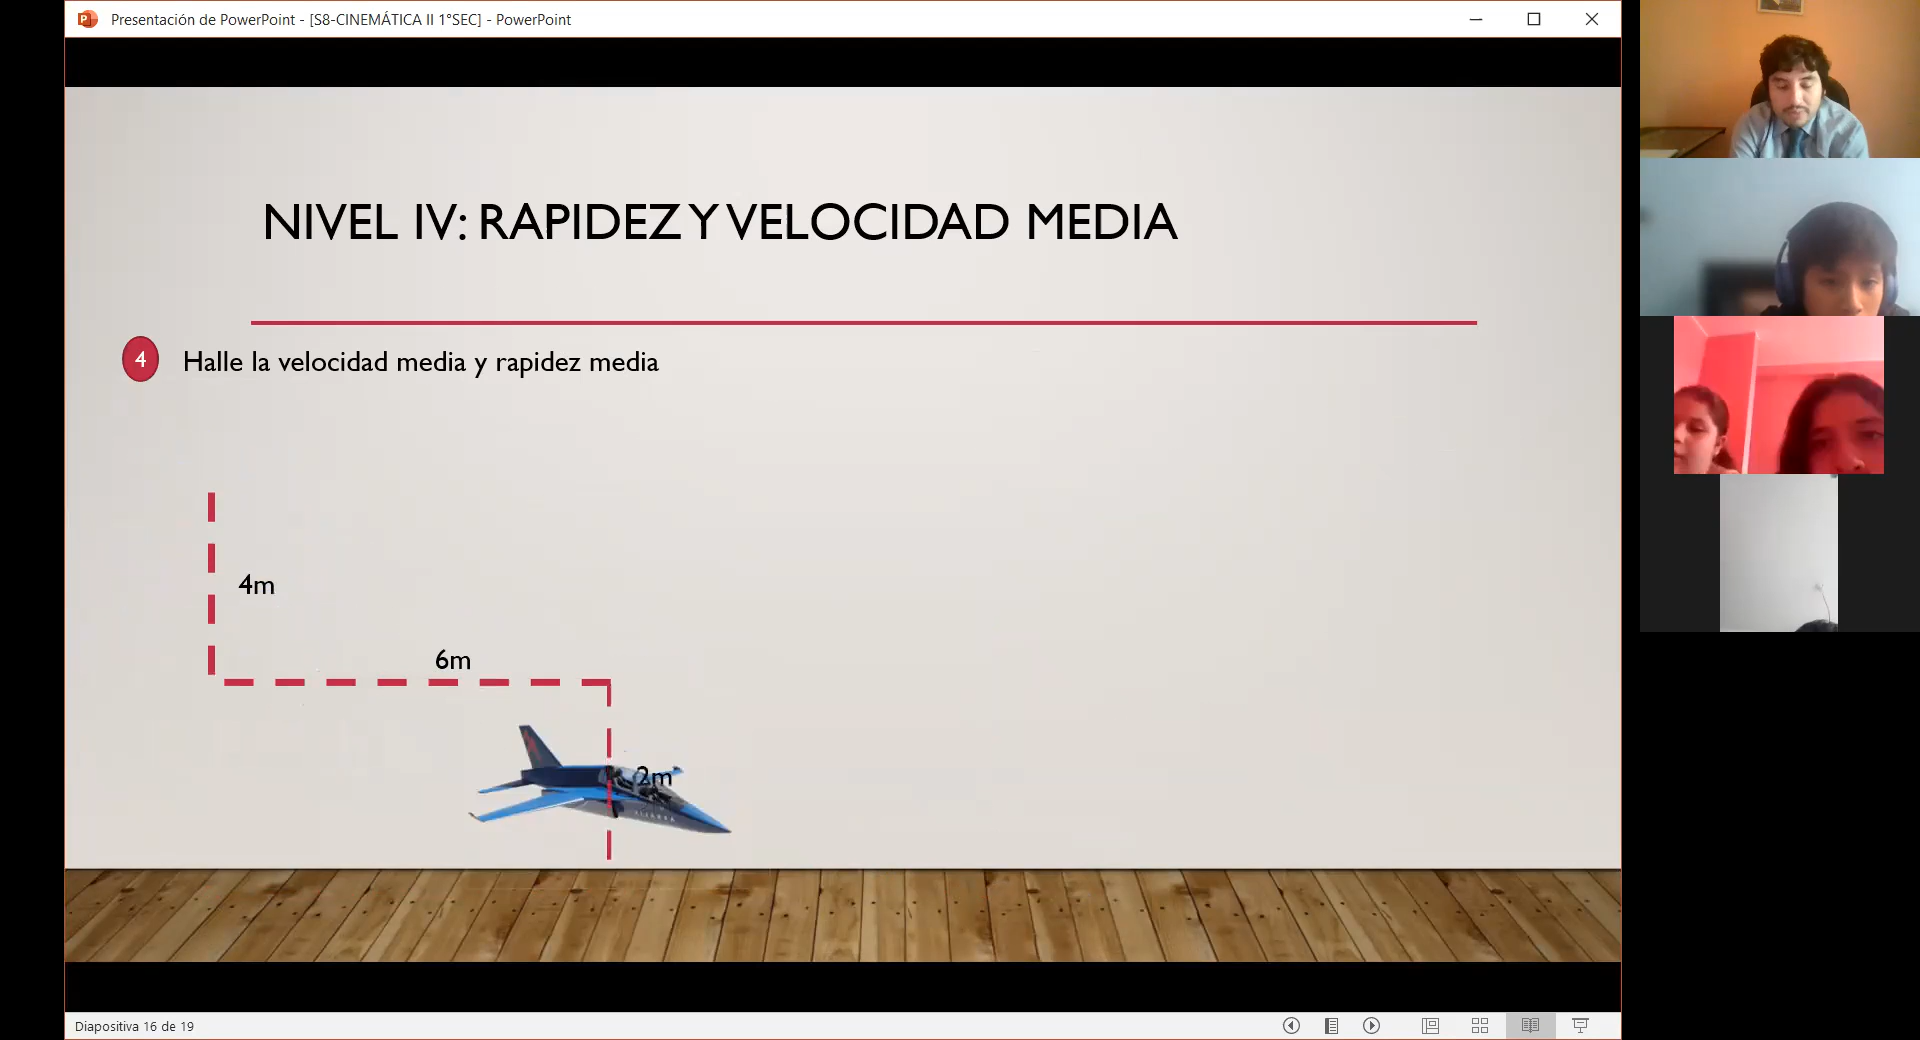 Presentación de PowerPoint - [S8-CINEMÁTICA II 1°SEC] - PowerPoint
NIVEL IV: RAPIDEZ Y VELOCIDAD MEDIA
4 Halle la velocidad media y rapidez media
4m
6m
2m
Diapositiva 16 de 19